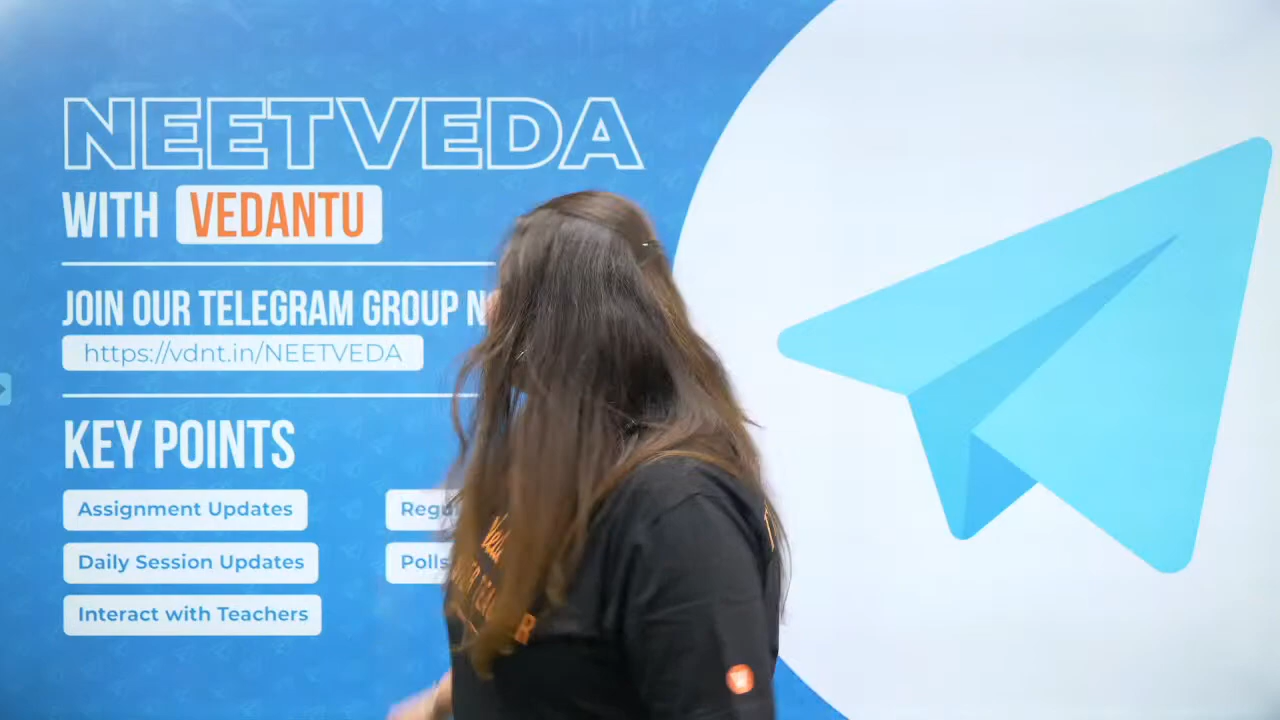 NEETVEDA
WITH VEDANTU
JOIN OUR TELEGRAM GROUP
https://vdnt.in/NEETVEDA
KEY POINTS
Assignment Updates
Daily Session Updates
Polls
Interact with Teachers